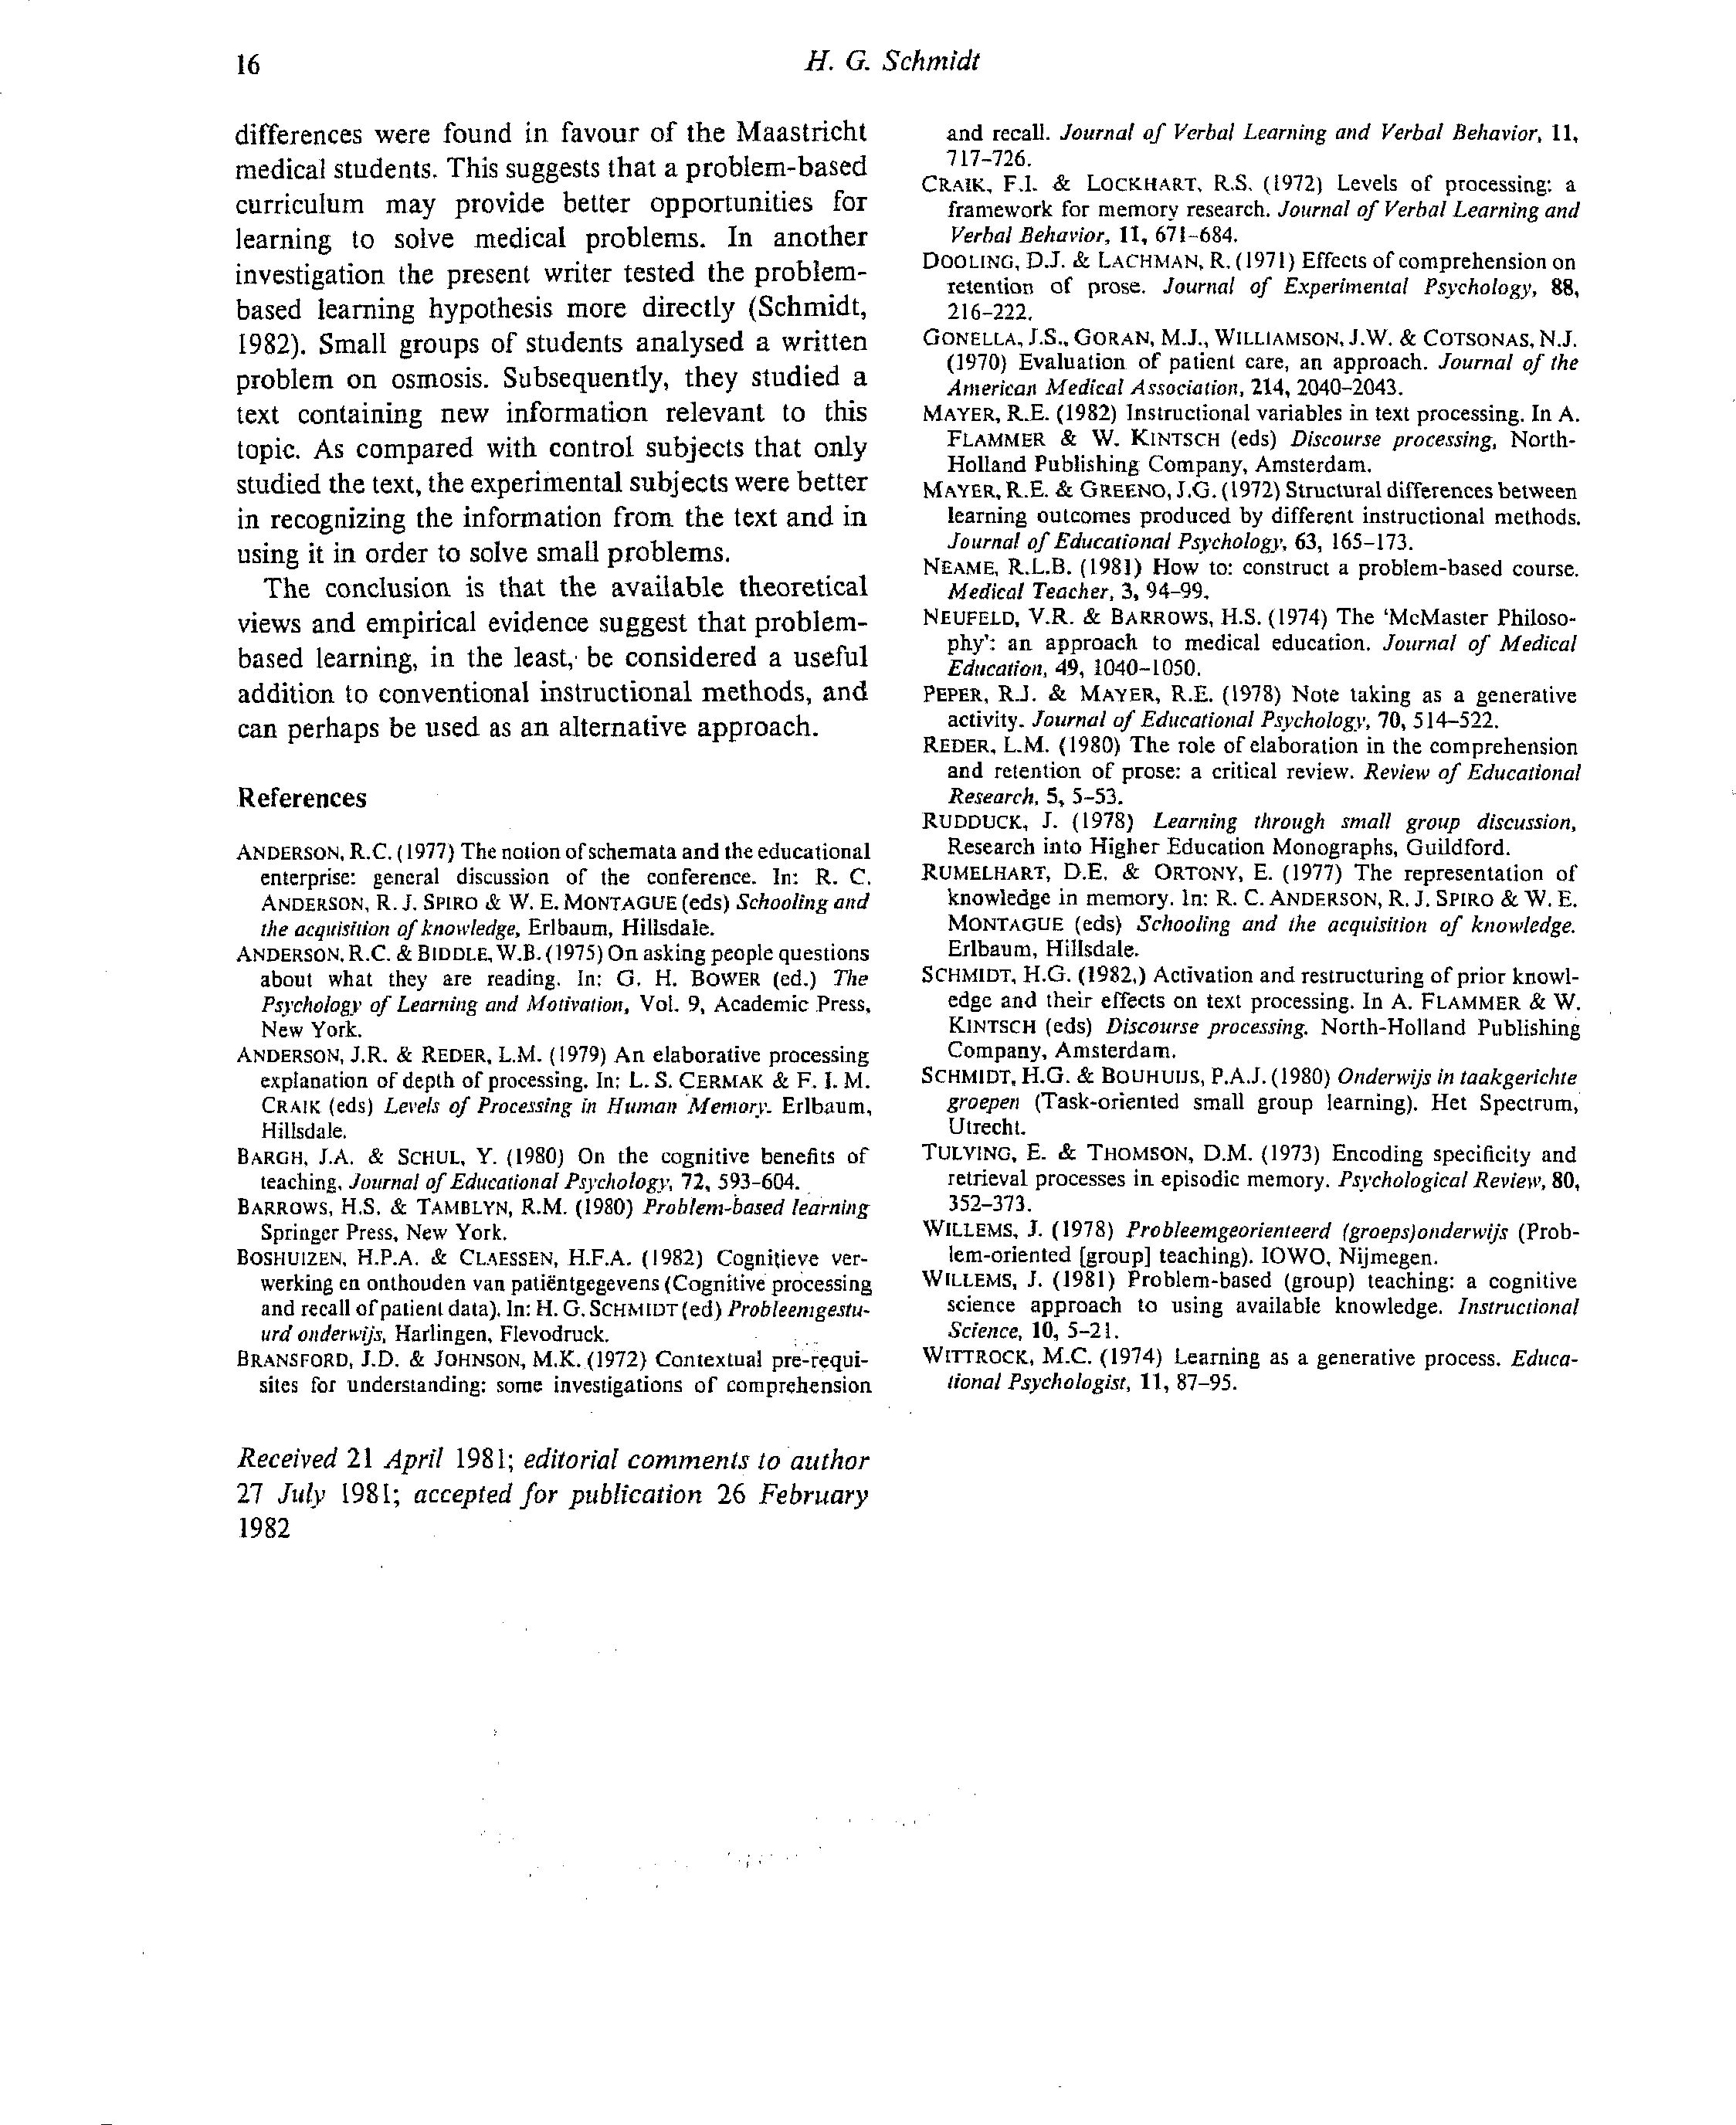 16
H. G. Schmidt
differences were found in favour of the Maastricht
medical students. This suggests that a problem-based
curriculum may provide better opportunities for
learning to solve medical problems. In another
investigation the present writer tested the problem-
based learning hypothesis more directly (Schmidt,
1982). Small groups of students analysed a written
problem on osmosis. Subsequently, they studied a
text containing new information relevant to this
topic. As compared with control subjects that only
studied the text, the experimental subjects were better
in recognizing the information from the text and in
using it in order to solve small problems.
The conclusion is that the available theoretical
views and empirical evidence suggest that problem-
based learning, in the least, be considered a useful
addition to conventional instructional methods, and
can perhaps be used as an alternative approach.
References
ANDERSON, R.C. (1977) The notion of schemata and the educational
enterprise: general discussion of the conference. In: R. C.
ANDERSON, R. J. SPIRO & W. E. MONTAGUE (eds) Schooling and
the acquisition of knowledge, Erlbaum, Hillsdale.
ANDERSON, R.C. & BIDDLE, W.B. (1975) On asking people questions
about what they are reading. In: G. H. BOWER (ed.) The
Psychology of Learning and Motivation, Vol. 9, Academic Press,
New York.
ANDERSON, J.R. & REDER, L.M. (1979) An elaborative processing
explanation of depth of processing. In: L. S. CERMAK & F. I. M.
CRAIK (eds) Levels of Processing in Human Memory. Erlbaum,
Hillsdale.
BARGH, J.A. & SCHUL, Y. (1980) On the cognitive benefits of
teaching, Journal of Educational Psychology, 72, 593-604.
BARROWS, H.S. & TAMBLYN, R.M. (1980) Problem-based learning
Springer Press, New York.
BOSHUIZEN, H.P.A. & CLAESSEN, H.F.A. (1982) Cognitieve ver-
werking en onthouden van patiëntgegevens (Cognitive processing
and recall of patient data). In: H. G. SCHMIDT (ed) Probleemgestu-
urd onderwijs, Harlingen, Flevodruck.
BRANSFORD, J.D. & JOHNSON, M.K. (1972) Contextual pre-requi-
sites for understanding: some investigations of comprehension
and recall. Journal of Verbal Learning and Verbal Behavior, 11,
717-726.
CRAIK, F.I. & LOCKHART, R.S. (1972) Levels of processing: a
framework for memory research. Journal of Verbal Learning and
Verbal Behavior, 11, 671-684.
DOOLING, D.J. & LACHMAN, R. (1971) Effects of comprehension on
retention of prose. Journal of Experimental Psychology, 88,
216-222.
GONELLA, J.S., GORAN, M.J., WILLIAMSON, J.W. & COTSONAS, N.J.
(1970) Evaluation of patient care, an approach. Journal of the
American Medical Association, 214, 2040-2043.
MAYER, R.E. (1982) Instructional variables in text processing. In A.
FLAMMER & W. KINTSCH (eds) Discourse processing, North-
Holland Publishing Company, Amsterdam.
MAYER, R.E. & GREENO, J.G. (1972) Structural differences between
learning outcomes produced by different instructional methods.
Journal of Educational Psychology, 63, 165-173.
NEAME, R.L.B. (1981) How to: construct a problem-based course.
Medical Teacher, 3, 94-99.
NEUFELD, V.R. & BARROWS, H.S. (1974) The 'McMaster Philoso-
phy': an approach to medical education. Journal of Medical
Education, 49, 1040-1050.
PEPER, R.J. & MAYER, R.E. (1978) Note taking as a generative
activity. Journal of Educational Psychology, 70, 514-522.
REDER, L.M. (1980) The role of elaboration in the comprehension
and retention of prose: a critical review. Review of Educational
Research, 5, 5-53.
RUDDUCK, J. (1978) Learning through small group discussion,
Research into Higher Education Monographs, Guildford.
RUMELHART, D.E. & ORTONY, E. (1977) The representation of
knowledge in memory. In: R. C. ANDERSON, R. J. SPIRO & W. E.
MONTAGUE (eds) Schooling and the acquisition of knowledge.
Erlbaum, Hillsdale.
SCHMIDT, H.G. (1982,) Activation and restructuring of prior knowl-
edge and their effects on text processing. In A. FLAMMER & W.
KINTSCH (eds) Discourse processing. North-Holland Publishing
Company, Amsterdam.
SCHMIDT, H.G. & BOUHUIJS, P.A.J. (1980) Onderwijs in taakgerichte
groepen (Task-oriented small group learning). Het Spectrum,
Utrecht.
TULVING, E. & THOMSON, D.M. (1973) Encoding specificity and
retrieval processes in episodic memory. Psychological Review, 80,
352-373.
WILLEMS, J. (1978) Probleemgeorienteerd (groeps)onderwijs (Prob-
lem-oriented [group] teaching). IOWO, Nijmegen.
WILLEMS, J. (1981) Problem-based (group) teaching: a cognitive
science approach to using available knowledge. Instructional
Science, 10, 5-21.
WITTROCK, M.C. (1974) Learning as a generative process. Educa-
tional Psychologist, 11, 87-95.
Received 21 April 1981; editorial comments to author
27 July 1981; accepted for publication 26 February
1982